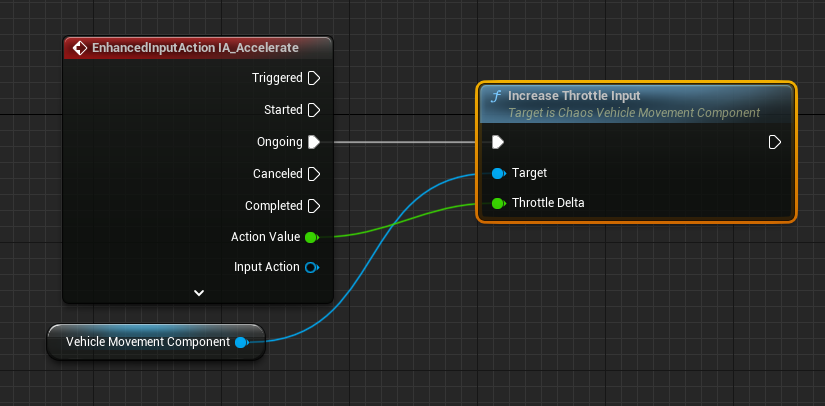 EnhancedInputAction IA_Accelerate
Triggered
Started
Ongoing
Canceled
Completed
Action Value
Input Action
Vehicle Movement Component
Increase Throttle Input
Target is Chaos Vehicle Movement Component
Target
Throttle Delta